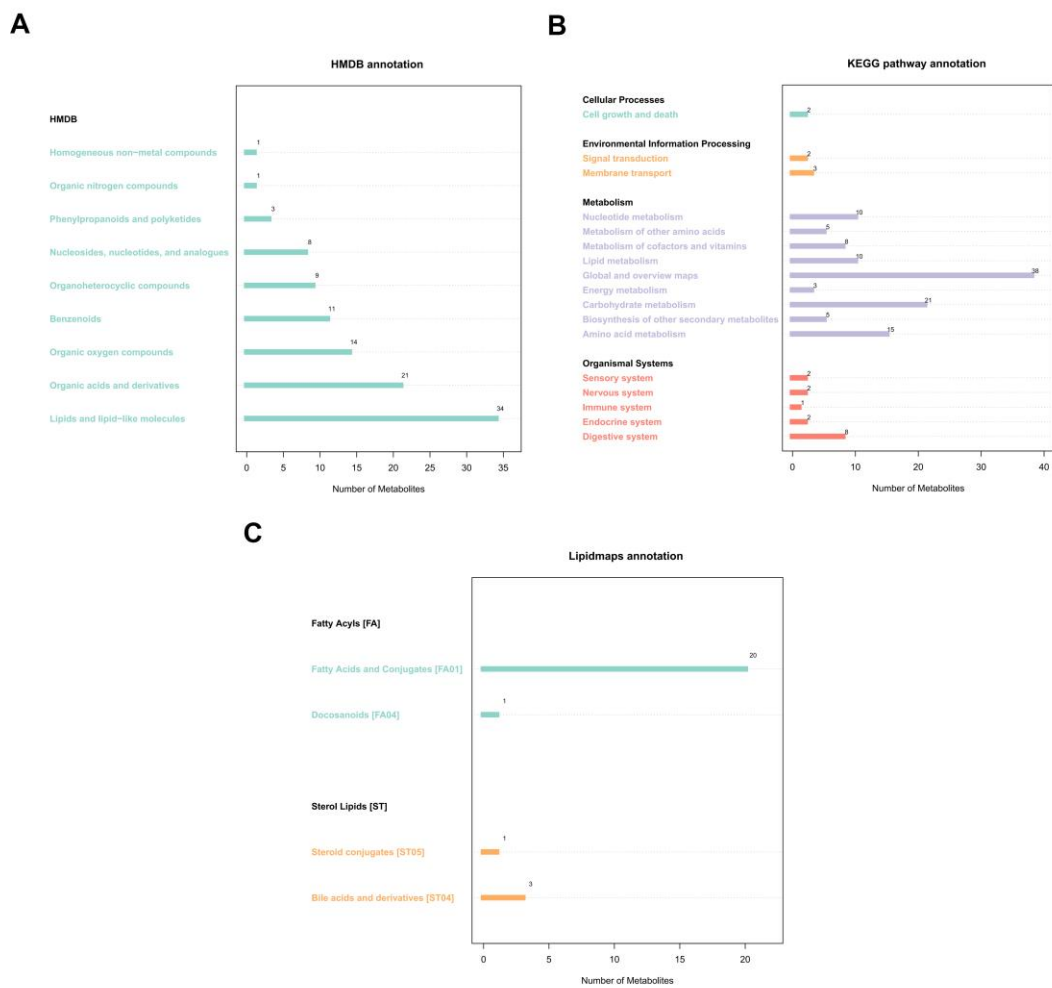 A
HMDB annotation
HMDB
Homogeneous non-metal compounds 1
Organic nitrogen compounds 1
Phenylpropanoids and polyketides 3
Nucleosides, nucleotides, and analogues 8
Organoheterocyclic compounds 9
Benzenoids 11
Organic oxygen compounds 14
Organic acids and derivatives 21
Lipids and lipid-like molecules 34
0 5 10 15 20 25 30 35
Number of Metabolites
B
KEGG pathway annotation
Cellular Processes
Cell growth and death 2
Environmental Information Processing
Signal transduction 2
Membrane transport 3
Metabolism
Nucleotide metabolism 10
Metabolism of other amino acids 5
Metabolism of cofactors and vitamins 8
Lipid metabolism 10
Global and overview maps 38
Energy metabolism 3
Carbohydrate metabolism 21
Biosynthesis of other secondary metabolites 5
Amino acid metabolism 15
Organismal Systems
Sensory system 2
Nervous system 2
Immune system 1
Endocrine system 2
Digestive system 8
0 10 20 30 40
Number of Metabolites
C
Lipidmaps annotation
Fatty Acyls [FA]
Fatty Acids and Conjugates [FA01] 20
Docosanoids [FA04] 1
Sterol Lipids [ST]
Steroid conjugates [ST05] 1
Bile acids and derivatives [ST04] 3
0 5 10 15 20
Number of Metabolites